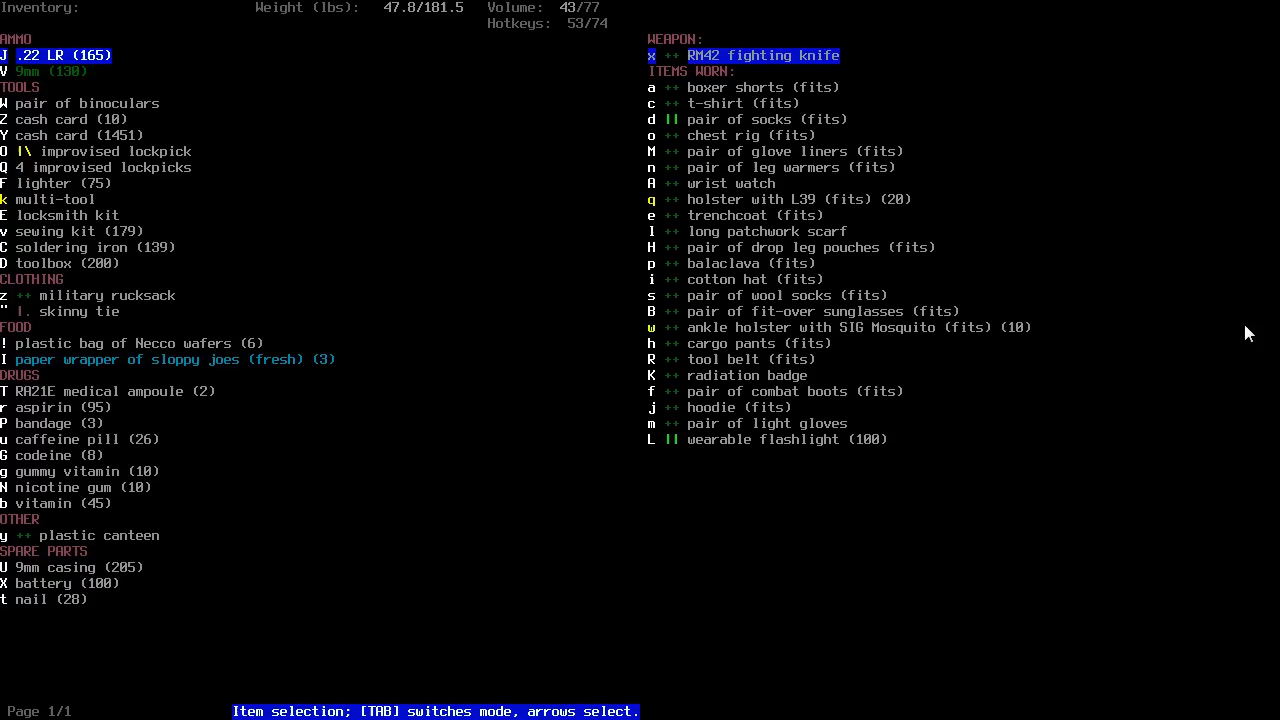 Inventory: Weight (lbs): 47.8/181.5 Volume: 43/77
Hotkeys: 53/74
AMMO
J .22 LR (165)
V 9mm (130)
TOOLS
W pair of binoculars
Z cash card (10)
Y cash card (1451)
O |\ improvised lockpick
Q 4 improvised lockpicks
F lighter (75)
k multi-tool
E locksmith kit
v sewing kit (179)
C soldering iron (139)
D toolbox (200)
CLOTHING
z ++ military rucksack
" |. skinny tie
FOOD
! plastic bag of Necco wafers (6)
I paper wrapper of sloppy joes (fresh) (3)
DRUGS
T RA21E medical ampoule (2)
r aspirin (95)
P bandage (3)
u caffeine pill (26)
G codeine (8)
g gummy vitamin (10)
N nicotine gum (10)
b vitamin (45)
OTHER
y ++ plastic canteen
SPARE PARTS
U 9mm casing (205)
X battery (100)
t nail (28)
WEAPON:
x ++ RM42 fighting knife
ITEMS WORN:
a ++ boxer shorts (fits)
c ++ t-shirt (fits)
d || pair of socks (fits)
o ++ chest rig (fits)
M ++ pair of glove liners (fits)
n ++ pair of leg warmers (fits)
A ++ wrist watch
q ++ holster with L39 (fits) (20)
e ++ trenchcoat (fits)
l ++ long patchwork scarf
H ++ pair of drop leg pouches (fits)
p ++ balaclava (fits)
i ++ cotton hat (fits)
s ++ pair of wool socks (fits)
B ++ pair of fit-over sunglasses (fits)
w ++ ankle holster with SIG Mosquito (fits) (10)
h ++ cargo pants (fits)
R ++ tool belt (fits)
K ++ radiation badge
f ++ pair of combat boots (fits)
j ++ hoodie (fits)
m ++ pair of light gloves
L || wearable flashlight (100)
Page 1/1 Item selection; [TAB] switches mode, arrows select.